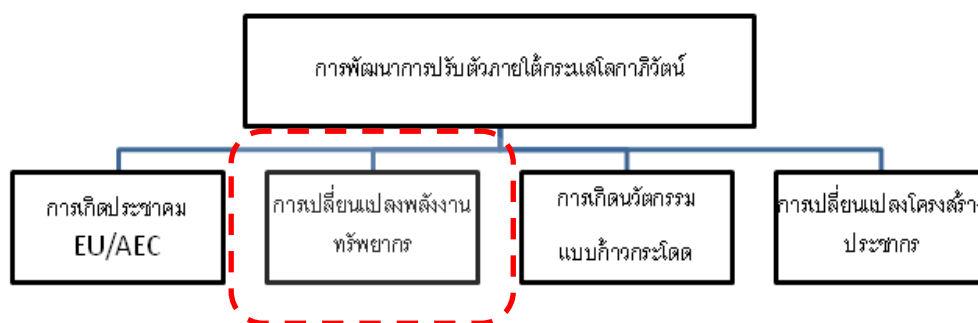 การพัฒนาการปรับตัวภายใต้กระแสโลกาภิวัตน์
การเกิดประชาคม
EU/AEC
การเปลี่ยนแปลงพลังงาน
ทรัพยากร
การเกิดนวัตกรรม
แบบก้าวกระโดด
การเปลี่ยนแปลงโครงสร้าง
ประชากร